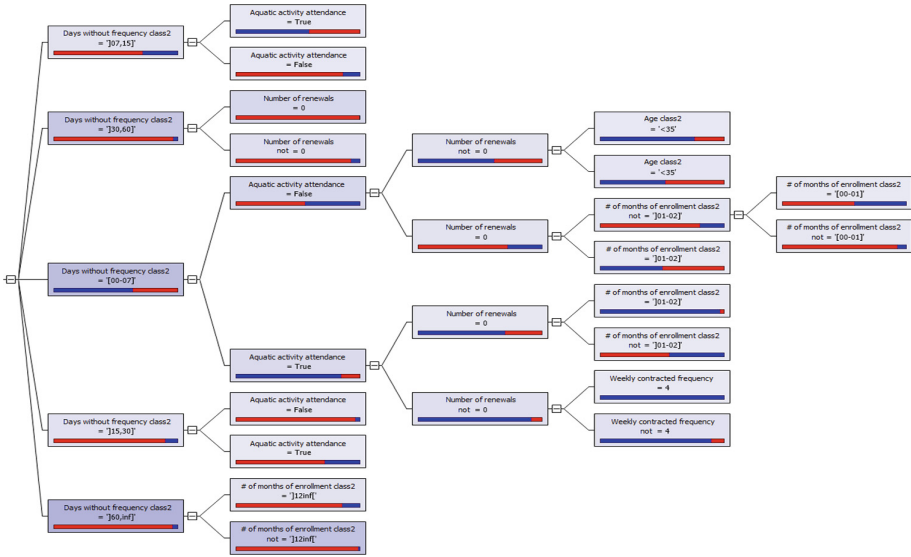 Days without frequency class2
= ']07,15]'
Aquatic activity attendance
= True
Aquatic activity attendance
= False
Days without frequency class2
= ']30,60]'
Number of renewals
= 0
Number of renewals
not = 0
Days without frequency class2
= '[00-07]'
Aquatic activity attendance
= False
Number of renewals
not = 0
Age class2
= '<35'
Age class2
= '<35'
Number of renewals
= 0
# of months of enrollment class2
not = ']01-02]'
# of months of enrollment class2
= '[00-01]'
# of months of enrollment class2
not = '[00-01]'
# of months of enrollment class2
= ']01-02]'
Aquatic activity attendance
= True
Number of renewals
= 0
# of months of enrollment class2
= ']01-02]'
# of months of enrollment class2
not = ']01-02]'
Number of renewals
not = 0
Weekly contracted frequency
= 4
Weekly contracted frequency
not = 4
Days without frequency class2
= ']15,30]'
Aquatic activity attendance
= False
Aquatic activity attendance
= True
Days without frequency class2
= ']60,inf]'
# of months of enrollment class2
= ']12inf['
# of months of enrollment class2
not = ']12inf['